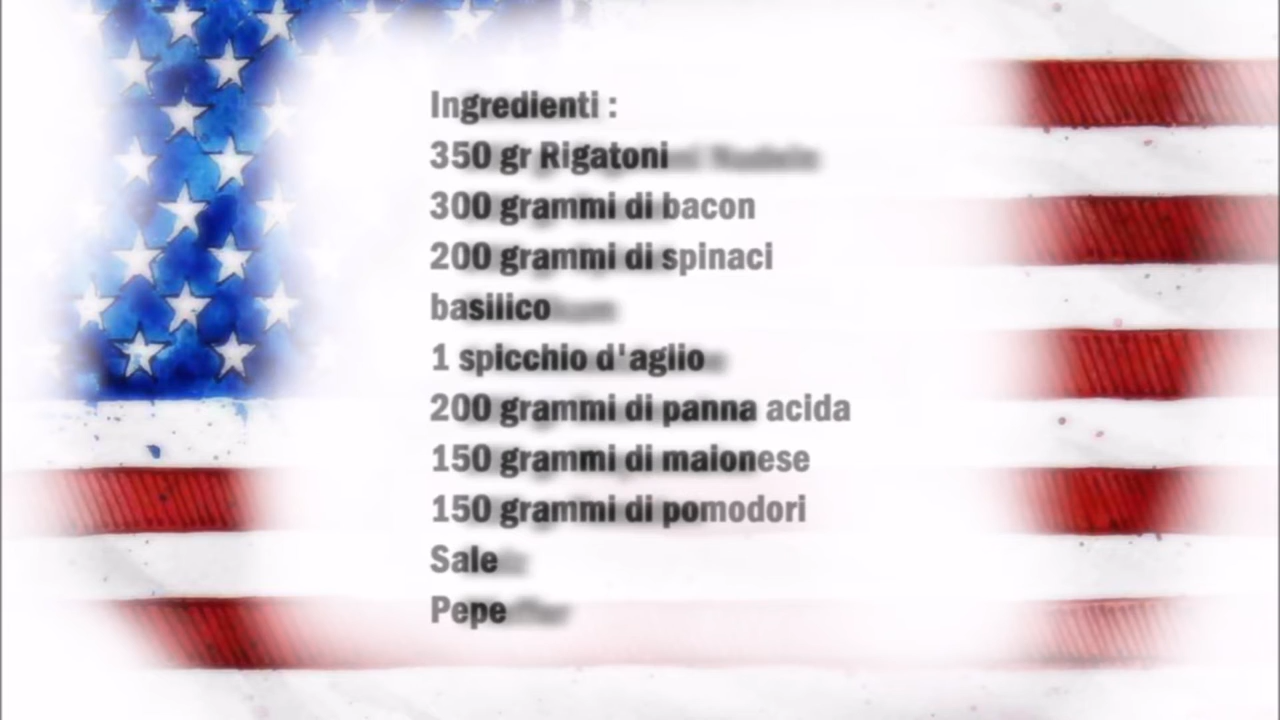 Ingredienti :
350 gr Rigatoni
300 grammi di bacon
200 grammi di spinaci
basilico
1 spicchio d'aglio
200 grammi di panna acida
150 grammi di maionese
150 grammi di pomodori
Sale
Pepe